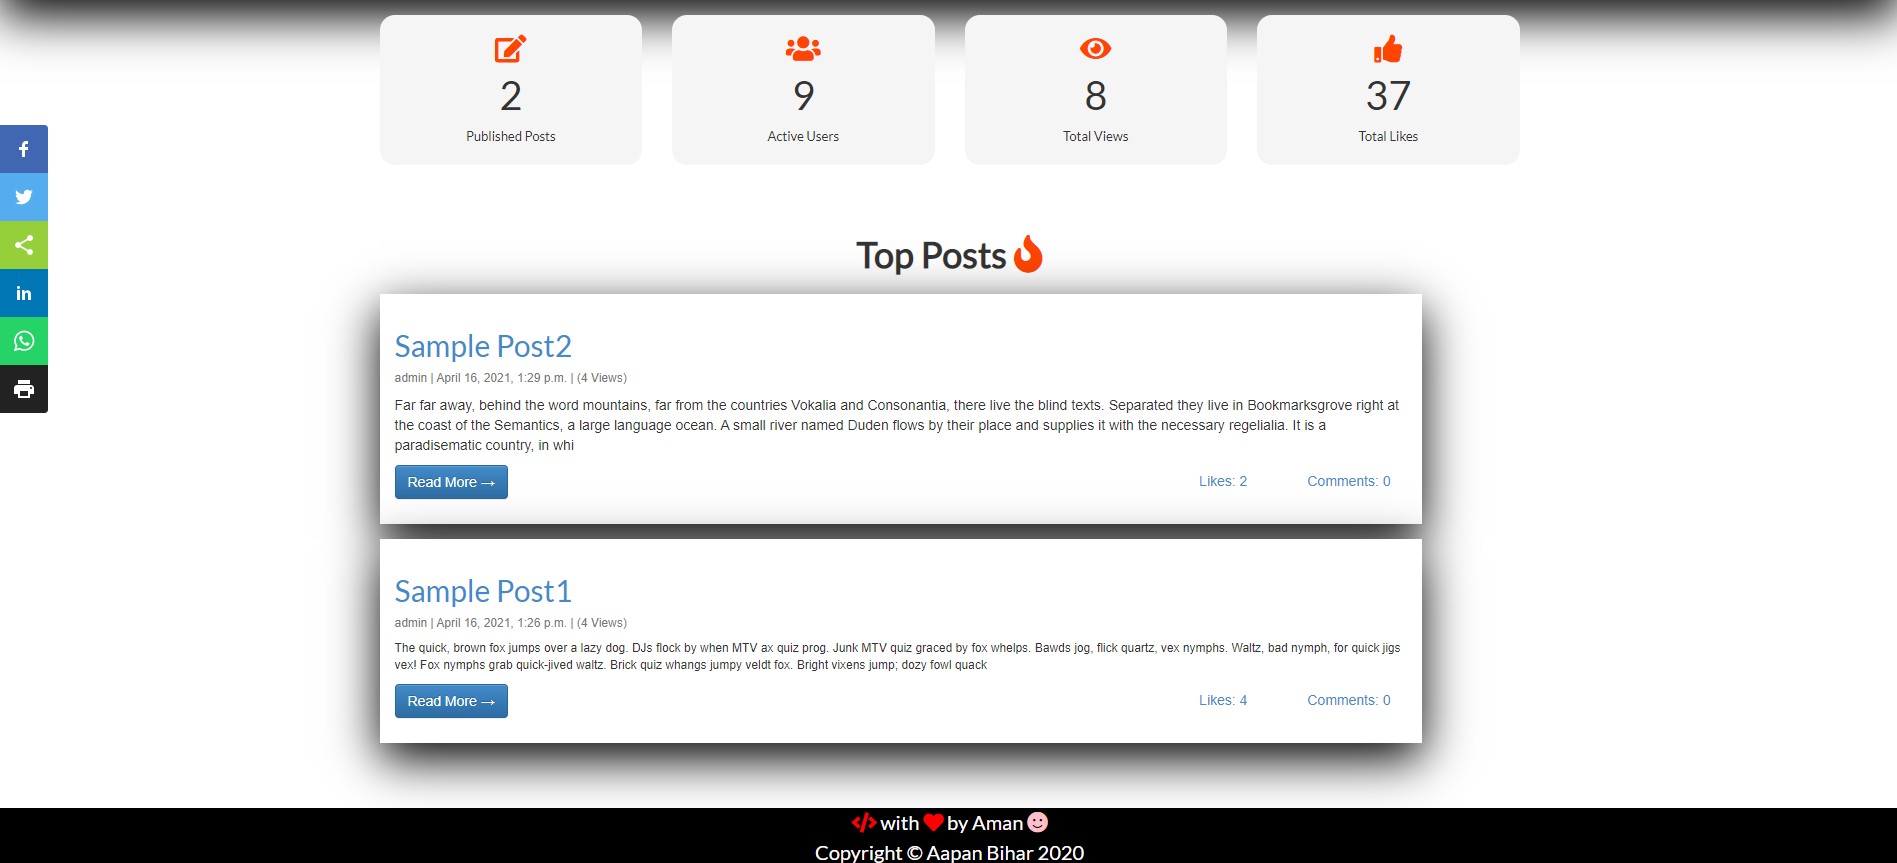 2
Published Posts
9
Active Users
8
Total Views
37
Total Likes
Top Posts
Sample Post2
admin | April 16, 2021, 1:29 p.m. | (4 Views)
Far far away, behind the word mountains, far from the countries Vokalia and Consonantia, there live the blind texts. Separated they live in Bookmarksgrove right at
the coast of the Semantics, a large language ocean. A small river named Duden flows by their place and supplies it with the necessary regelialia. It is a
paradisematic country, in whi
Read More → Likes: 2 Comments: 0
Sample Post1
admin | April 16, 2021, 1:26 p.m. | (4 Views)
The quick, brown fox jumps over a lazy dog. DJs flock by when MTV ax quiz prog. Junk MTV quiz graced by fox whelps. Bawds jog, flick quartz, vex nymphs. Waltz, bad nymph, for quick jigs
vex! Fox nymphs grab quick-jived waltz. Brick quiz whangs jumpy veldt fox. Bright vixens jump; dozy fowl quack
Read More → Likes: 4 Comments: 0
</> with ❤ by Aman
Copyright © Aapan Bihar 2020